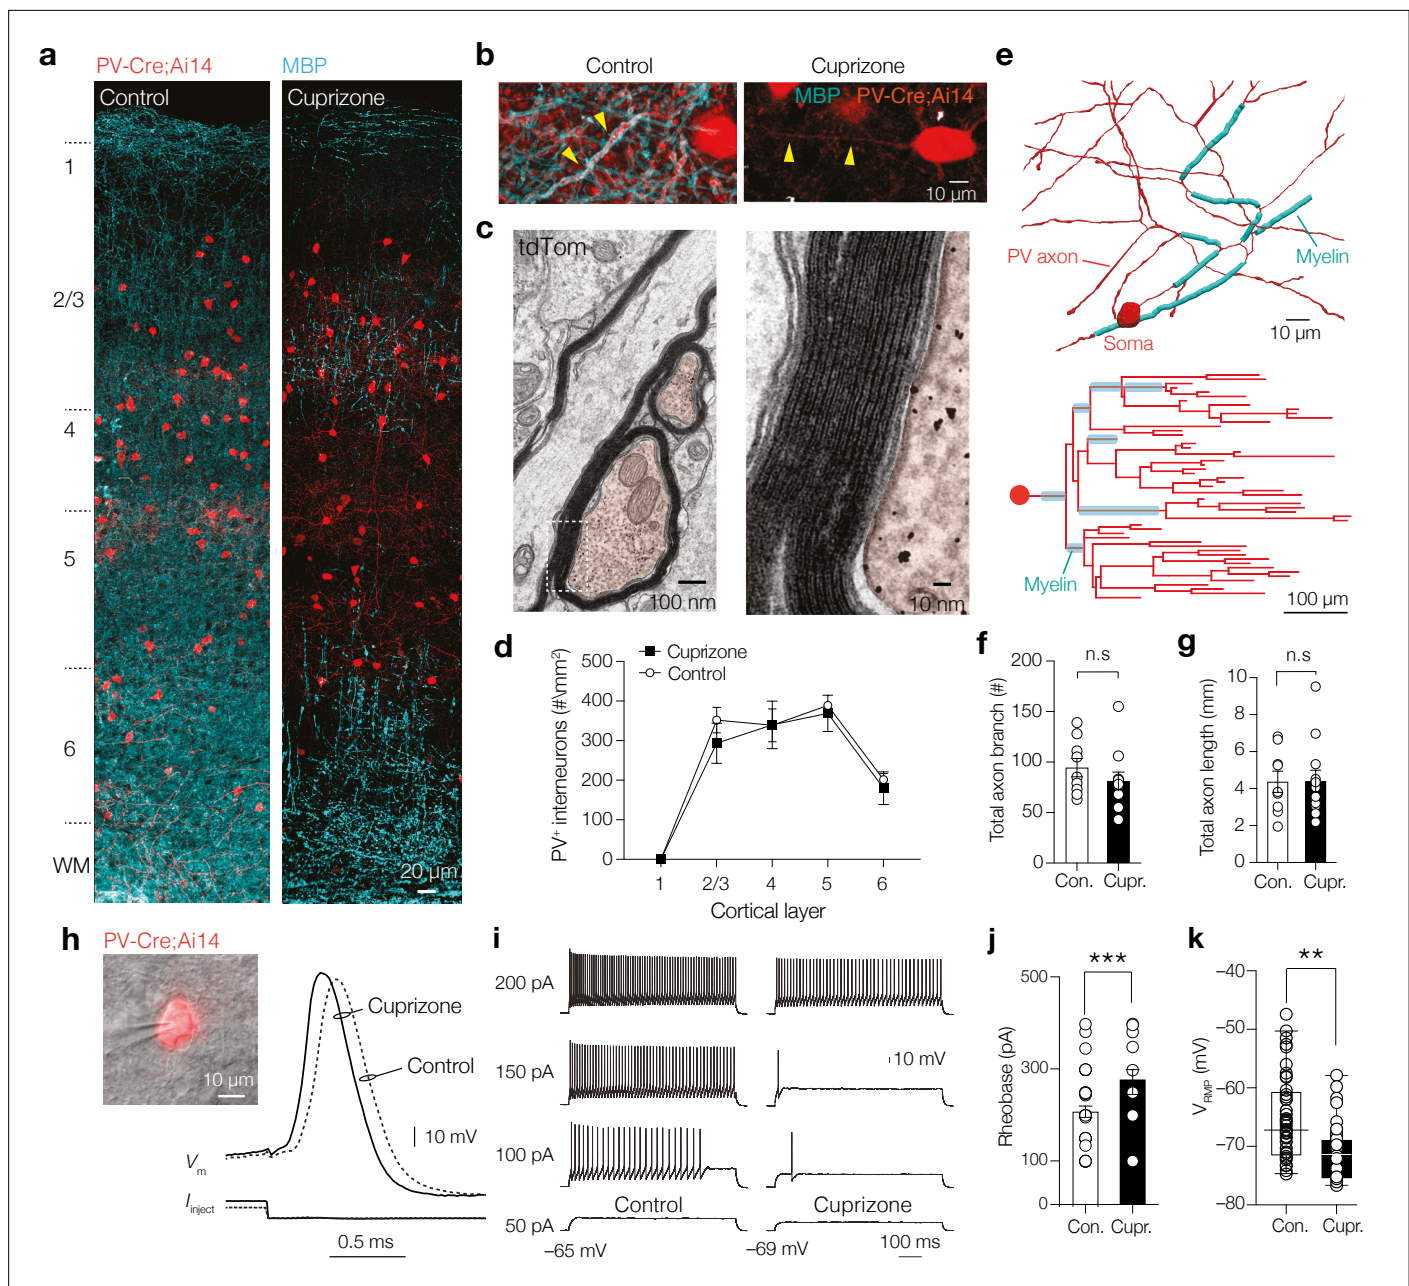 a
PV-Cre;Ai14
MBP
Control
Cuprizone
1
2/3
4
5
6
WM
20 µm
b
Control
Cuprizone
MBP PV-Cre;Ai14
10 µm
c
tdTom
100 nm
10 nm
d
Cuprizone
Control
PV⁺ interneurons (#\mm²)
500
400
300
200
100
0
1 2/3 4 5 6
Cortical layer
e
PV axon
Myelin
Soma
10 µm
Myelin
100 µm
f
n.s
Total axon branch (#)
200
150
100
50
0
Con. Cupr.
g
n.s
Total axon length (mm)
10
8
6
4
2
0
Con. Cupr.
h
PV-Cre;Ai14
10 µm
Cuprizone
Control
10 mV
Vm
Iinject
0.5 ms
i
200 pA
150 pA
10 mV
100 pA
Control
Cuprizone
50 pA
−65 mV
−69 mV
100 ms
j
***
Rheobase (pA)
500
300
100
0
Con. Cupr.
k
**
VRMP (mV)
−40
−50
−60
−70
−80
Con. Cupr.